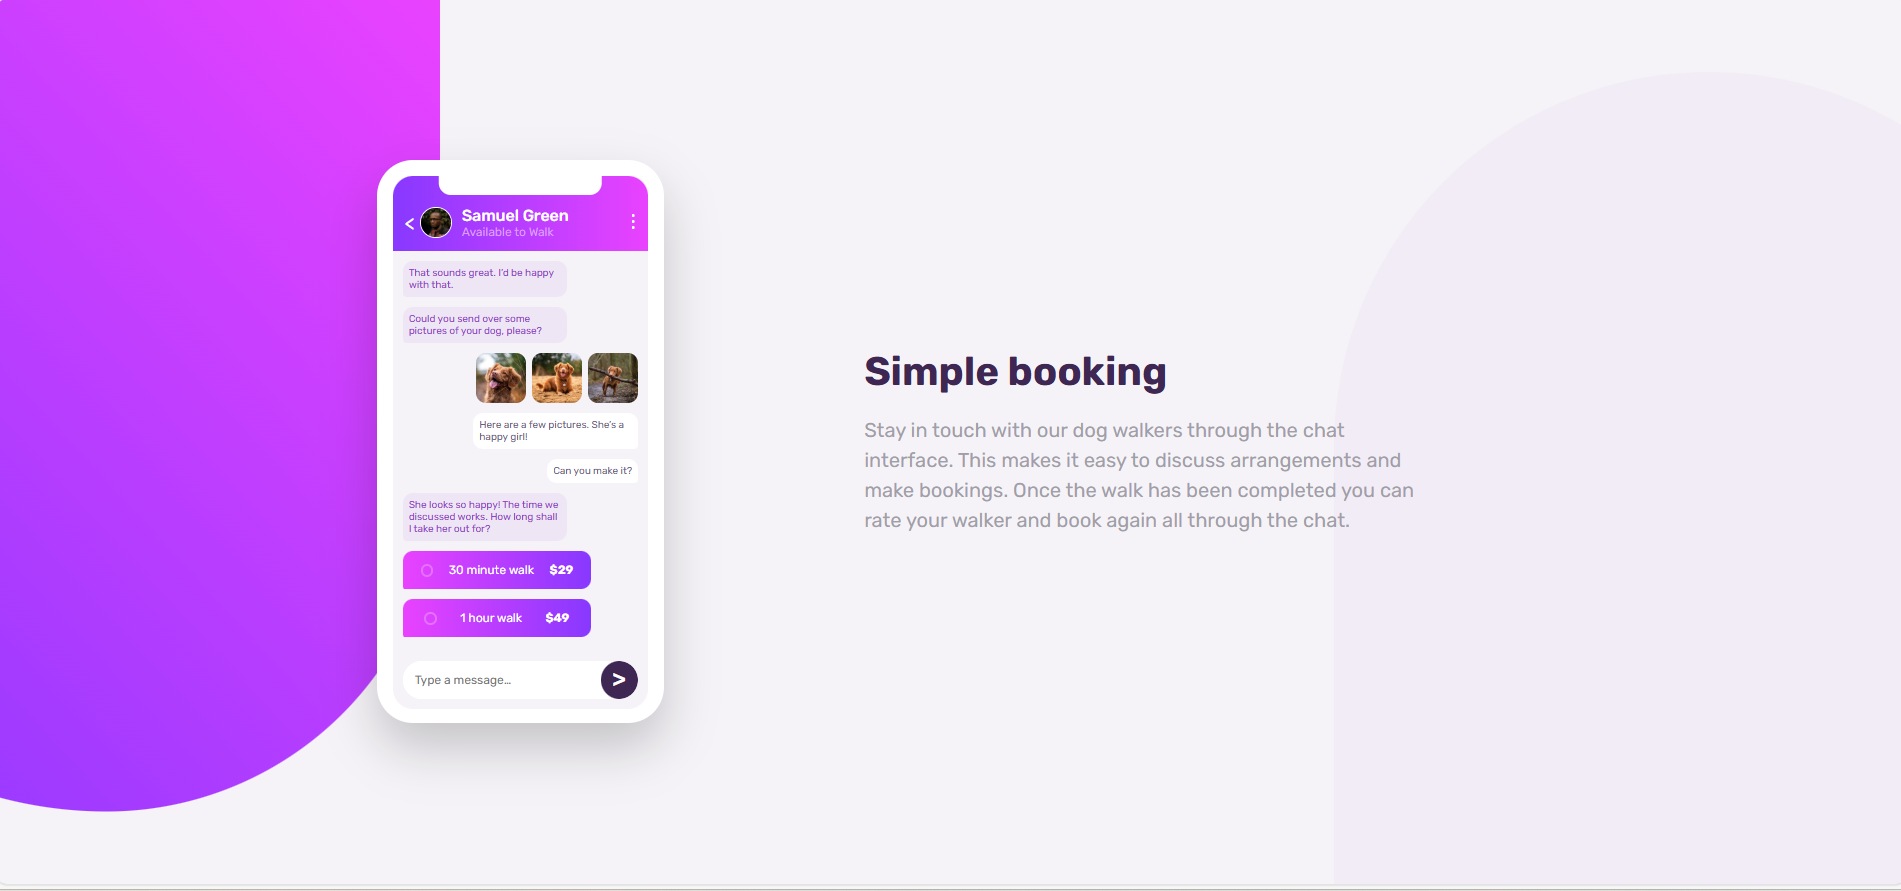 <
Samuel Green
Available to Walk
That sounds great. I'd be happy
with that.
Could you send over some
pictures of your dog, please?
Here are a few pictures. She's a
happy girl!
Can you make it?
She looks so happy! The time we
discussed works. How long shall
I take her out for?
30 minute walk $29
1 hour walk $49
Type a message...
>
Simple booking
Stay in touch with our dog walkers through the chat
interface. This makes it easy to discuss arrangements and
make bookings. Once the walk has been completed you can
rate your walker and book again all through the chat.